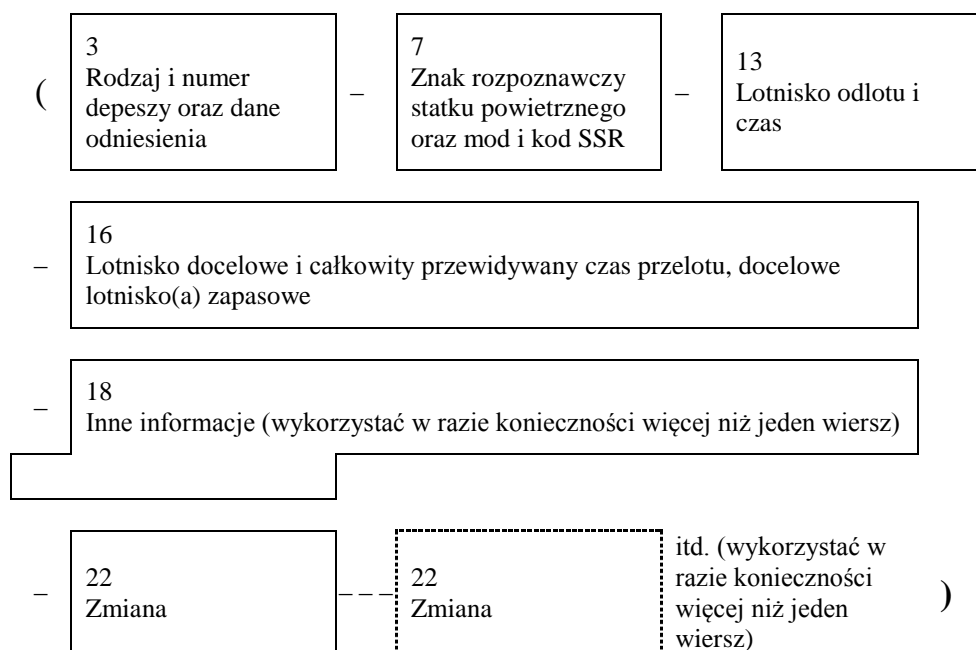 ( 3
Rodzaj i numer
depeszy oraz dane
odniesienia
– 7
Znak rozpoznawczy
statku powietrznego
oraz mod i kod SSR
– 13
Lotnisko odlotu i
czas
– 16
Lotnisko docelowe i całkowity przewidywany czas przelotu, docelowe
lotnisko(a) zapasowe
– 18
Inne informacje (wykorzystać w razie konieczności więcej niż jeden wiersz)
– 22
Zmiana
– – – 22
Zmiana
itd. (wykorzystać w
razie konieczności
więcej niż jeden
wiersz)
)